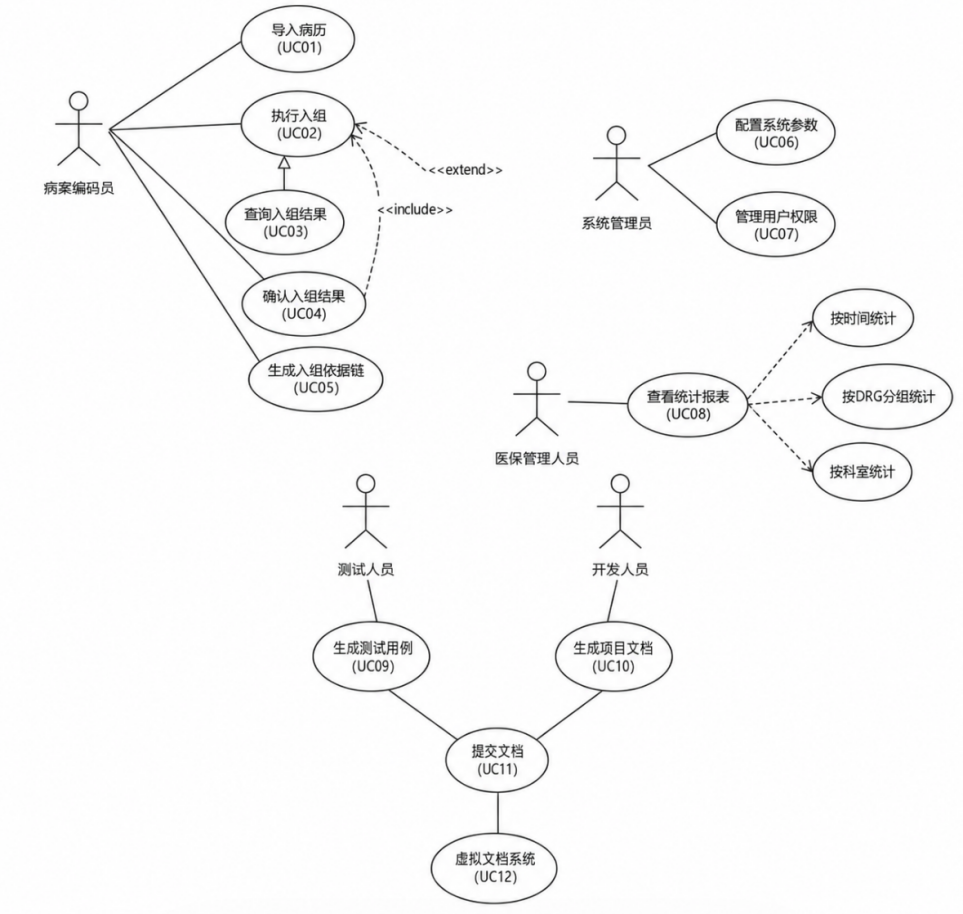 导入病历
(UC01)
执行入组
(UC02)
<<extend>>
病案编码员
查询入组结果
(UC03)
<<include>>
确认入组结果
(UC04)
生成入组依据链
(UC05)
配置系统参数
(UC06)
系统管理员
管理用户权限
(UC07)
按时间统计
查看统计报表
(UC08)
按DRG分组统计
医保管理人员
按科室统计
测试人员
开发人员
生成测试用例
(UC09)
生成项目文档
(UC10)
提交文档
(UC11)
虚拟文档系统
(UC12)